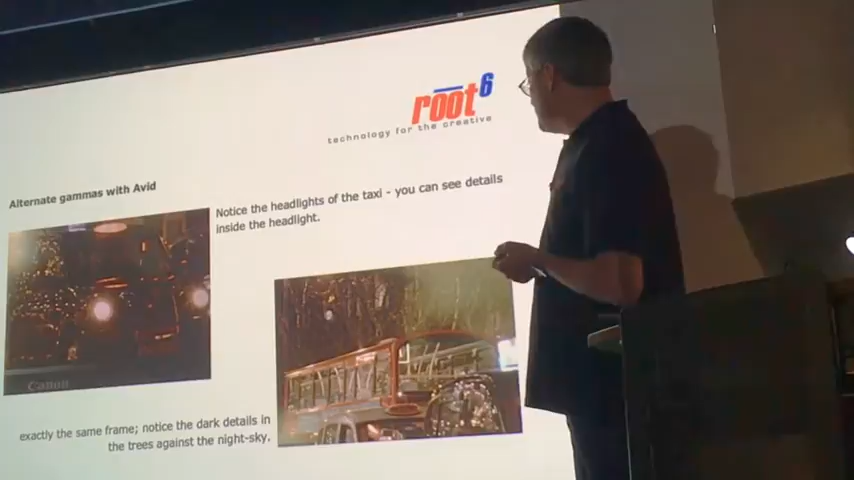 root6
technology for the creative
Alternate gammas with Avid
Notice the headlights of the taxi - you can see details
inside the headlight.
Canon
exactly the same frame; notice the dark details in
the trees against the night-sky.